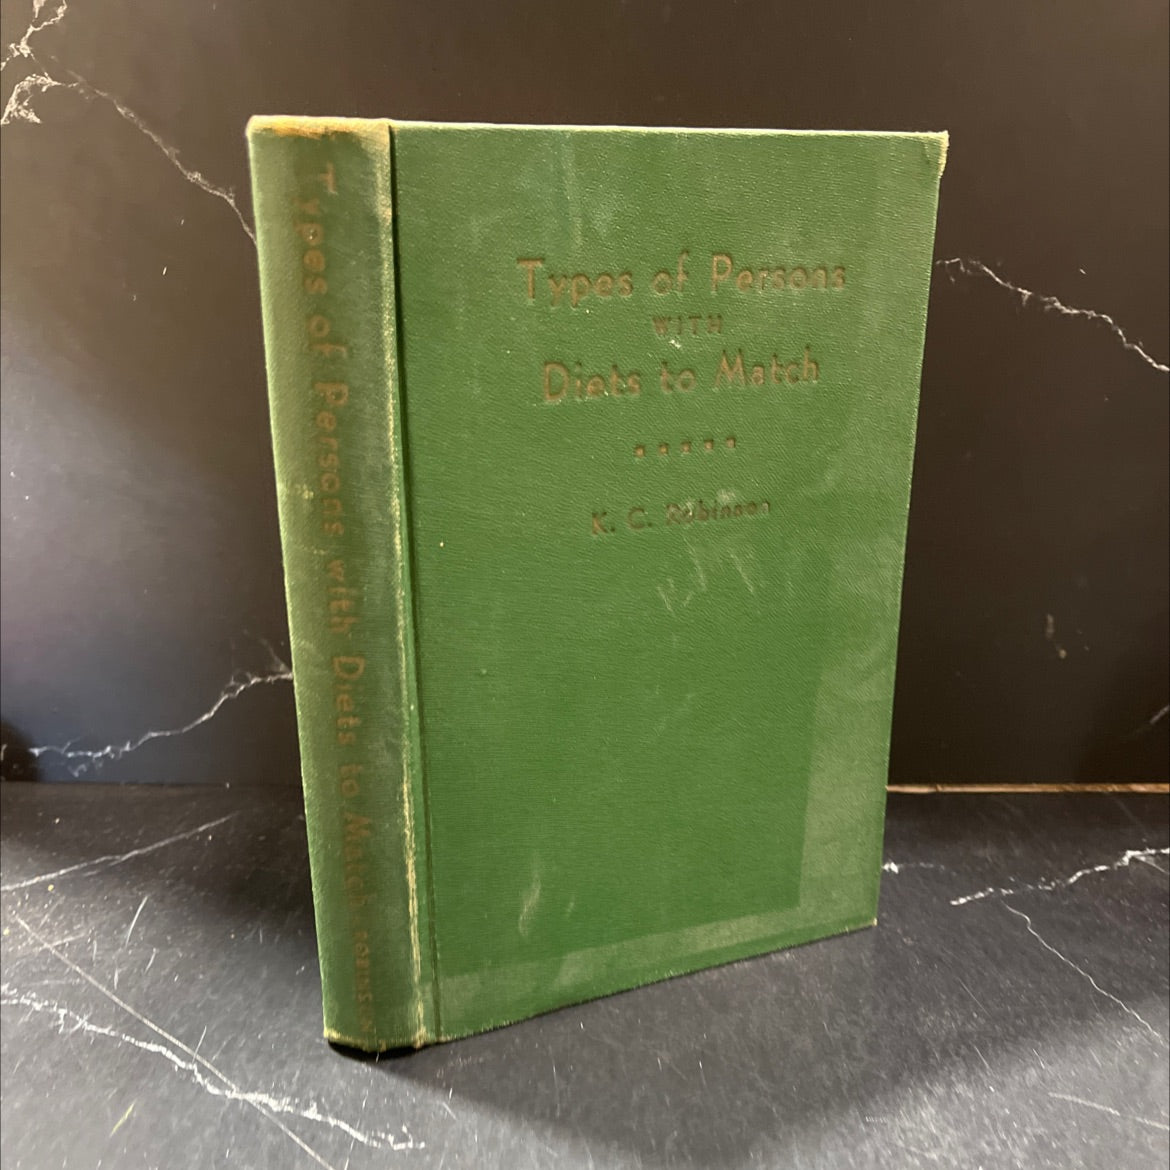 Types of Persons with Diets to Match ROBINSON
Types of Persons
WITH
Diets to Match
K. C. Robinson